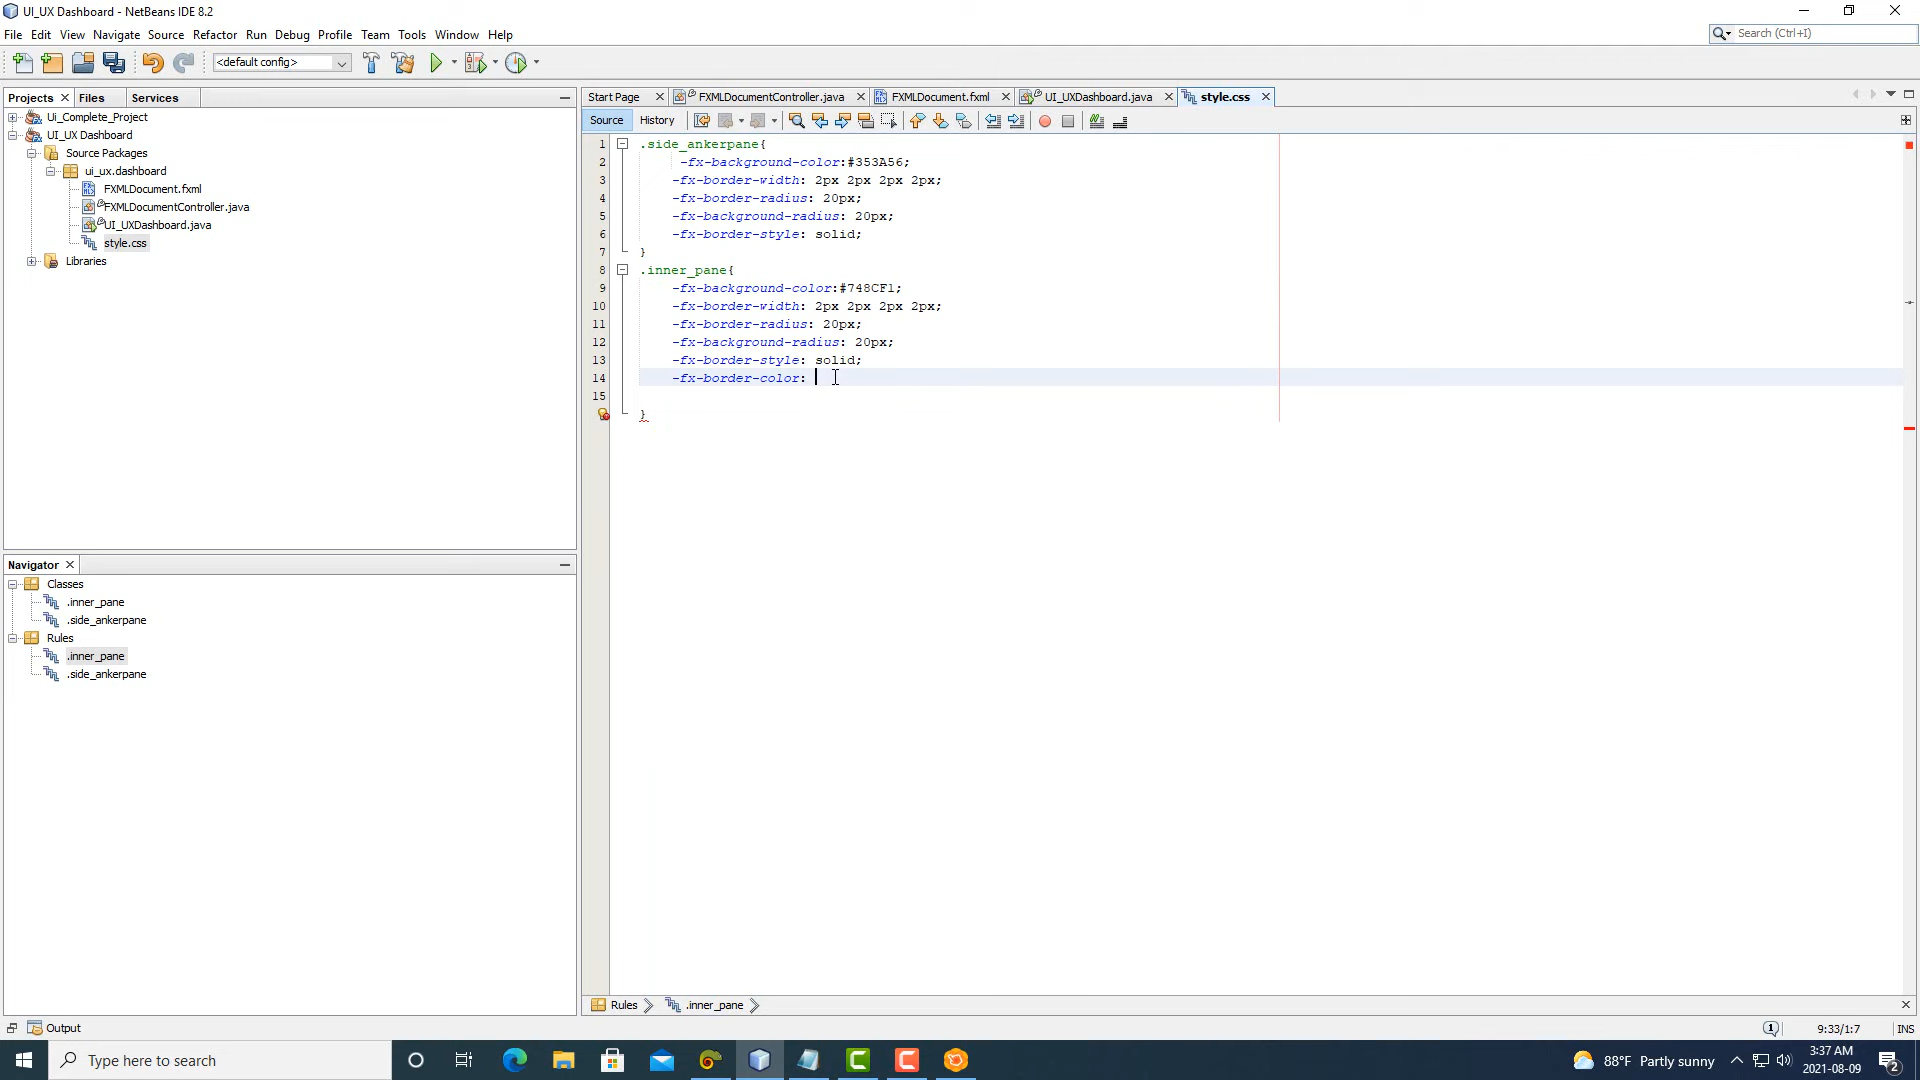 UI_UX Dashboard - NetBeans IDE 8.2
File Edit View Navigate Source Refactor Run Debug Profile Team Tools Window Help
Search (Ctrl+I)
<default config>
Projects Files Services
Start Page FXMLDocumentController.java FXMLDocument.fxml UI_UXDashboard.java style.css
Source History
Ui_Complete_Project
UI_UX Dashboard
Source Packages
ui_ux.dashboard
FXMLDocument.fxml
FXMLDocumentController.java
UI_UXDashboard.java
style.css
Libraries
1 .side_ankerpane{
2 -fx-background-color:#353A56;
3 -fx-border-width: 2px 2px 2px 2px;
4 -fx-border-radius: 20px;
5 -fx-background-radius: 20px;
6 -fx-border-style: solid;
7 }
8 .inner_pane{
9 -fx-background-color:#748CF1;
10 -fx-border-width: 2px 2px 2px 2px;
11 -fx-border-radius: 20px;
12 -fx-background-radius: 20px;
13 -fx-border-style: solid;
14 -fx-border-color:
15
}
Navigator
Classes
.inner_pane
.side_ankerpane
Rules
.inner_pane
.side_ankerpane
Rules .inner_pane
Output
1 9:33/1:7 INS
Type here to search
88°F Partly sunny
3:37 AM
2021-08-09
2